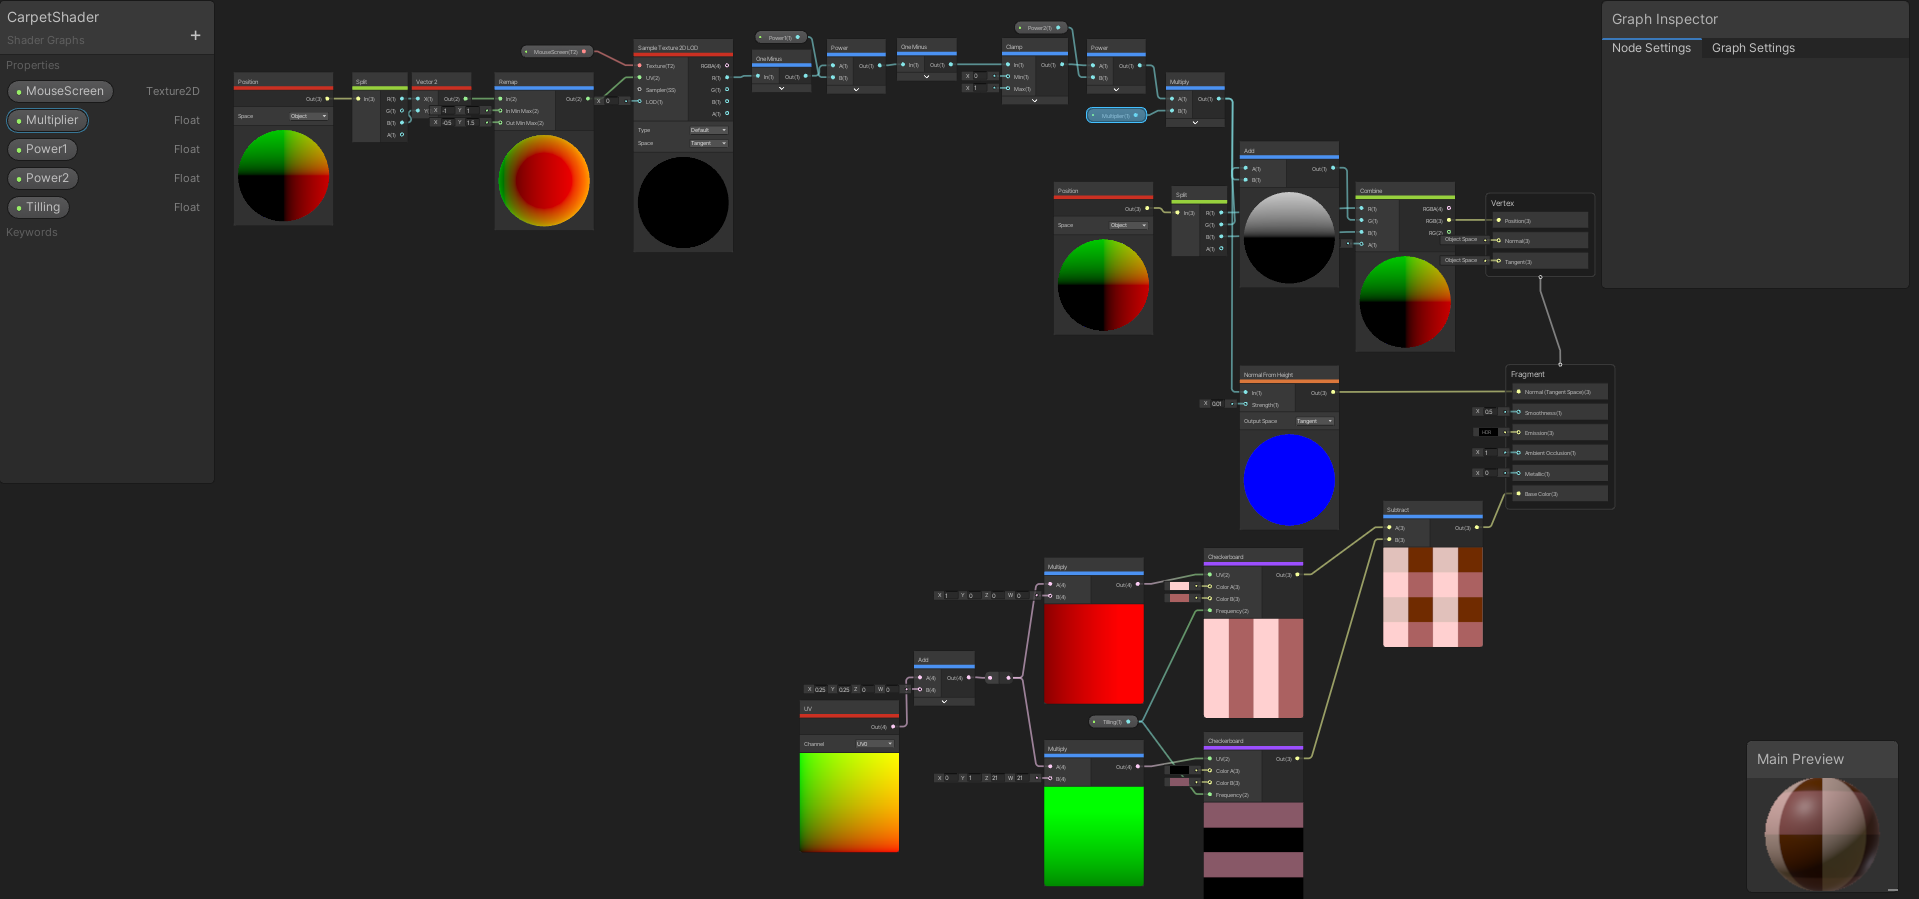 CarpetShader
Shader Graphs
+
Properties
MouseScreen Texture2D
Multiplier Float
Power1 Float
Power2 Float
Tilling Float
Keywords
Position
Out(3)
Space Object
Split
In(3) R(1)
G(1)
B(1)
A(1)
Vector 2
X(1) Out(2)
Remap
In(2) Out(2)
X -1 Y 1 In Min Max(2)
X -0.5 Y 1.5 Out Min Max(2)
MouseScreen(T2)
Sample Texture 2D LOD
Texture(T2) RGBA(4)
UV(2) R(1)
Sampler(SS) G(1)
X 0 LOD(1) B(1)
A(1)
Type Default
Space Tangent
Power1(1)
One Minus
In(1) Out(1)
Power
A(1) Out(1)
B(1)
One Minus
In(1) Out(1)
Power2(1)
Clamp
In(1) Out(1)
X 0 Min(1)
X 1 Max(1)
Power
A(1) Out(1)
B(1)
Multiplier(1)
Multiply
A(1) Out(1)
B(1)
Position
Out(3)
Space Object
Split
In(3) R(1)
G(1)
B(1)
A(1)
Add
A(1) Out(1)
B(1)
Combine
R(1) RGBA(4)
G(1) RGB(3)
B(1) RG(2)
A(1)
Vertex
Position(3)
Object Space Normal(3)
Object Space Tangent(3)
Normal From Height
In(1) Out(3)
X 0.01 Strength(1)
Output Space Tangent
Fragment
Normal (Tangent Space)(3)
X 0.5 Smoothness(1)
HDR Emission(3)
X 1 Ambient Occlusion(1)
X 0 Metallic(1)
Base Color(3)
Subtract
A(3) Out(3)
B(3)
Multiply
A(4) Out(4)
X 1 Y 0 Z 0 W 0 B(4)
Checkerboard
UV(2) Out(3)
Color A(3)
Color B(3)
Frequency(2)
Add
A(4) Out(4)
X 0.25 Y 0.25 Z 0 W 0 B(4)
UV
Out(4)
Channel UV0
Tilling(1)
Multiply
A(4) Out(4)
X 0 Y 1 Z 21 W 21 B(4)
Checkerboard
UV(2) Out(3)
Color A(3)
Color B(3)
Frequency(2)
Graph Inspector
Node Settings Graph Settings
Main Preview